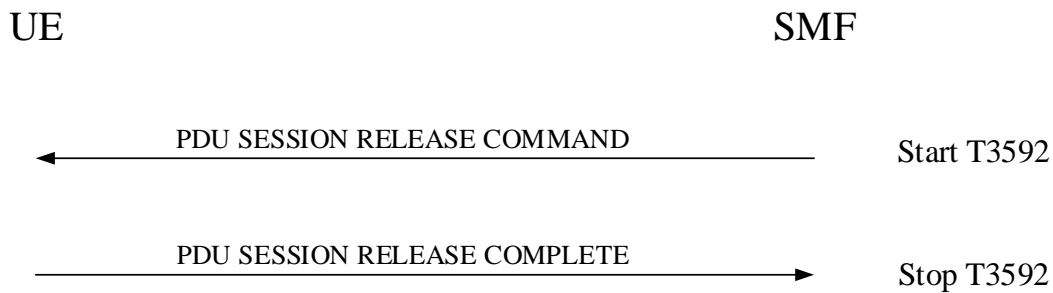 UE SMF
PDU SESSION RELEASE COMMAND Start T3592
PDU SESSION RELEASE COMPLETE Stop T3592